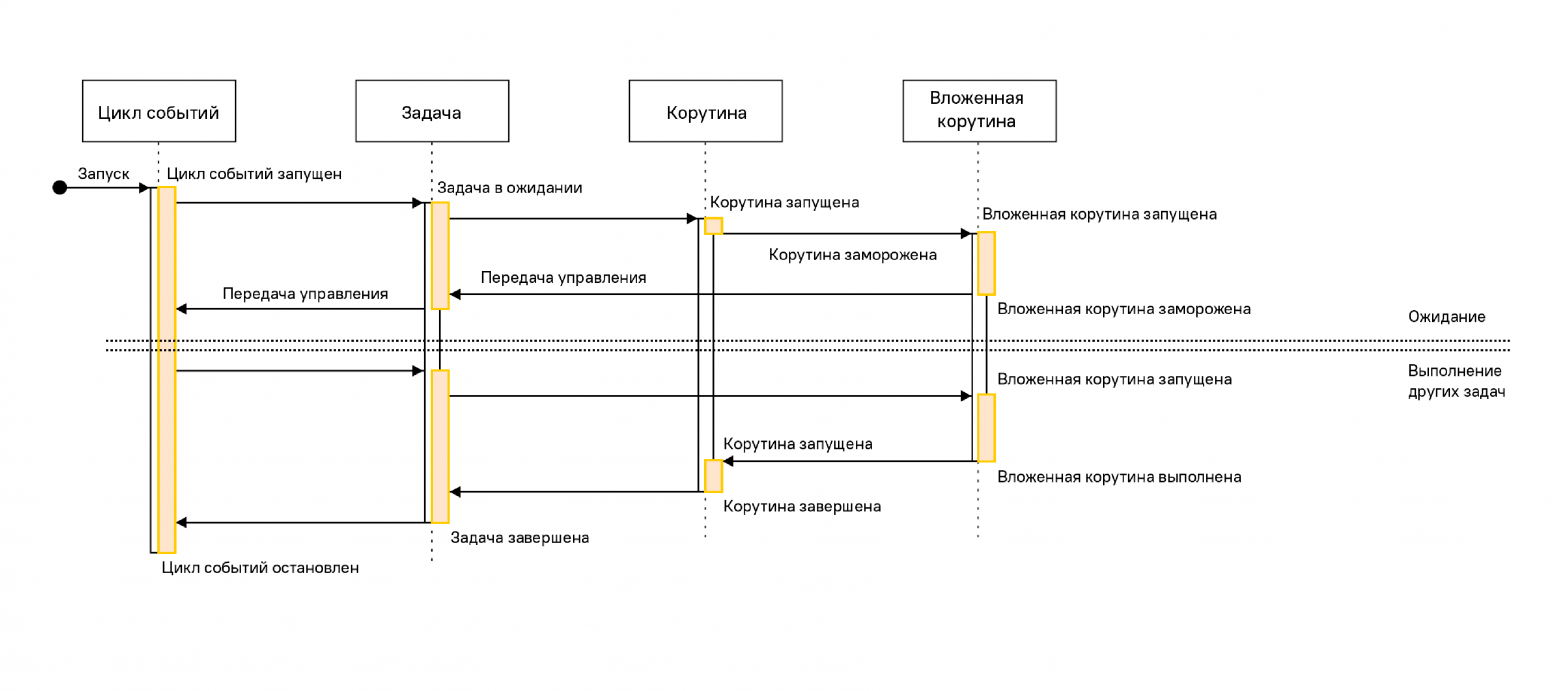 Цикл событий
Задача
Корутина
Вложенная
корутина
Запуск
Цикл событий запущен
Задача в ожидании
Корутина запущена
Вложенная корутина запущена
Корутина заморожена
Передача управления
Передача управления
Вложенная корутина заморожена
Ожидание
Выполнение
других задач
Вложенная корутина запущена
Корутина запущена
Вложенная корутина выполнена
Корутина завершена
Задача завершена
Цикл событий остановлен